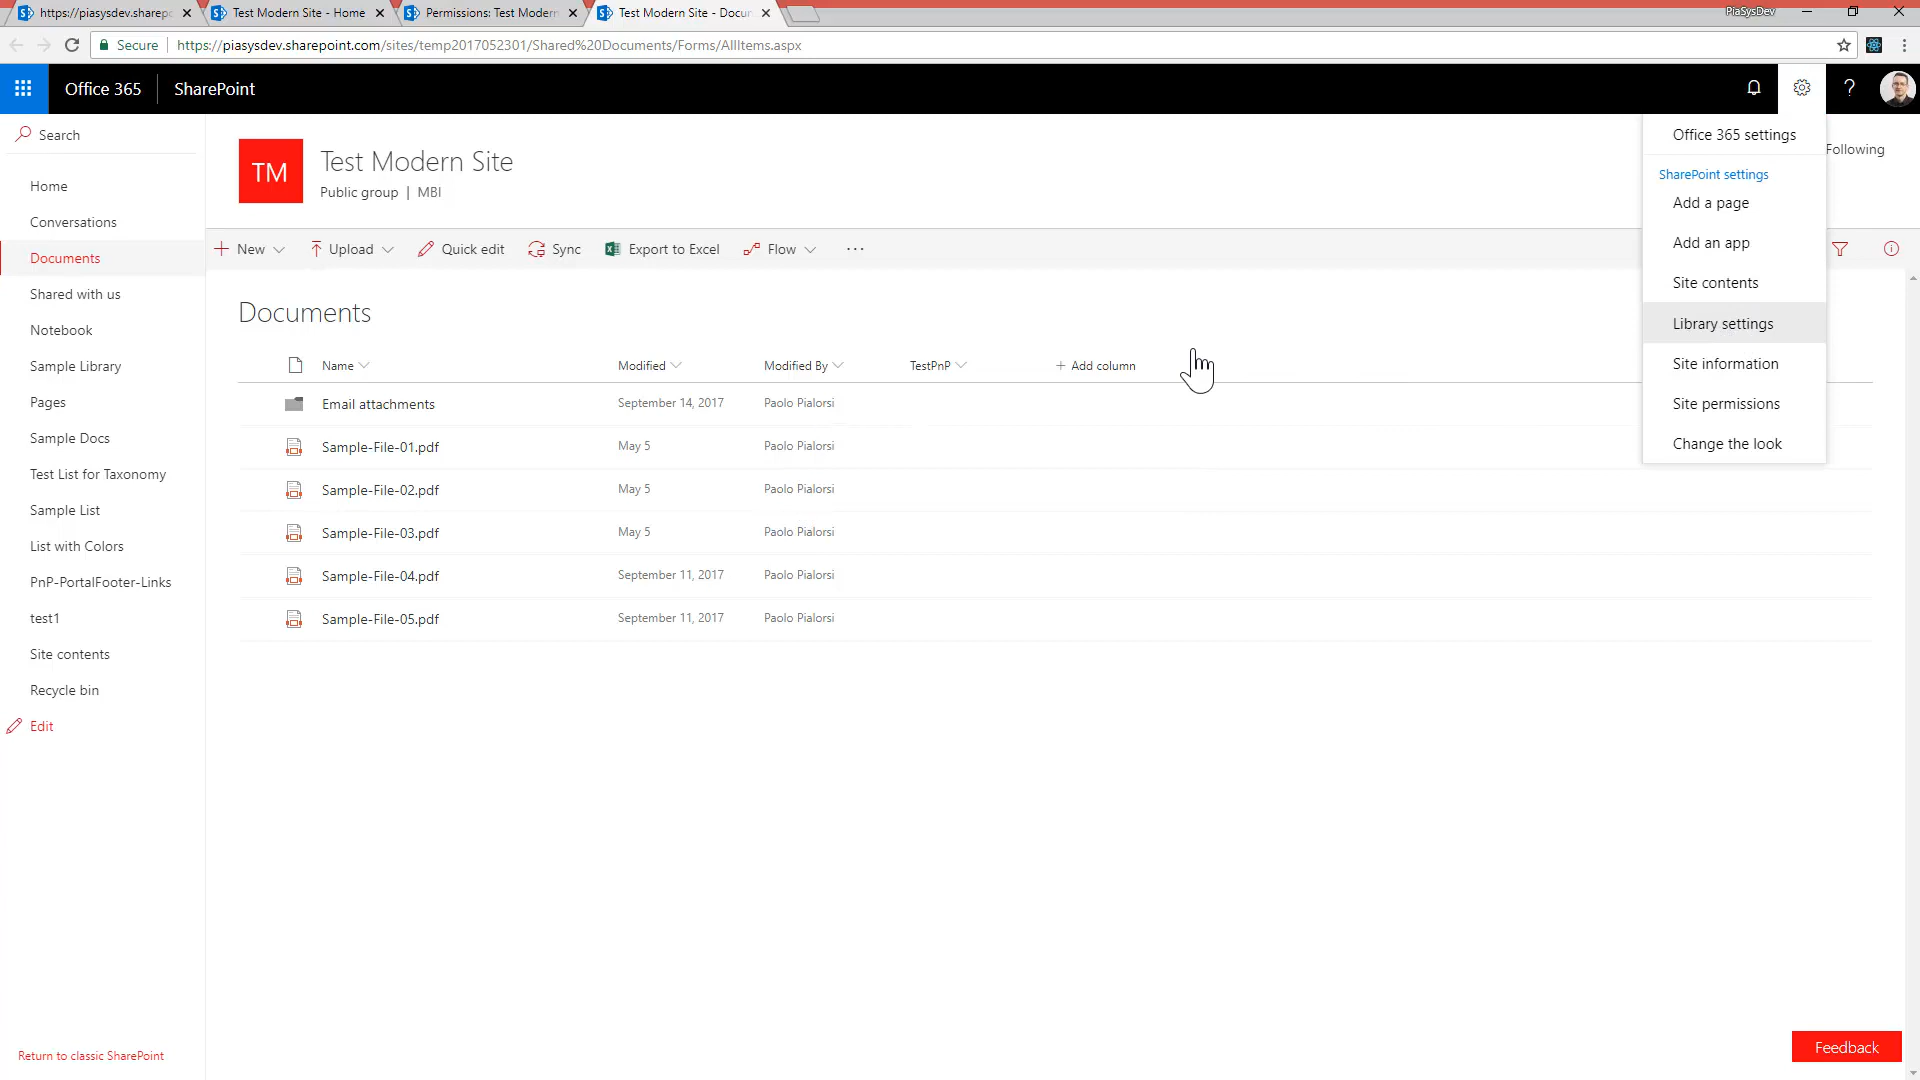 https://piasysdev.sharepo
Test Modern Site - Home
Permissions: Test Modern
Test Modern Site - Docu
PiaSysDev
Secure
https://piasysdev.sharepoint.com/sites/temp2017052301/Shared%20Documents/Forms/AllItems.aspx
Office 365
SharePoint
?
Search
Home
Conversations
Documents
Shared with us
Notebook
Sample Library
Pages
Sample Docs
Test List for Taxonomy
Sample List
List with Colors
PnP-PortalFooter-Links
test1
Site contents
Recycle bin
Edit
Return to classic SharePoint
TM
Test Modern Site
Public group | MBI
Following
+ New
Upload
Quick edit
Sync
Export to Excel
Flow
...
Documents
Name
Modified
Modified By
TestPnP
+ Add column
Email attachments September 14, 2017 Paolo Pialorsi
Sample-File-01.pdf May 5 Paolo Pialorsi
Sample-File-02.pdf May 5 Paolo Pialorsi
Sample-File-03.pdf May 5 Paolo Pialorsi
Sample-File-04.pdf September 11, 2017 Paolo Pialorsi
Sample-File-05.pdf September 11, 2017 Paolo Pialorsi
Office 365 settings
SharePoint settings
Add a page
Add an app
Site contents
Library settings
Site information
Site permissions
Change the look
Feedback